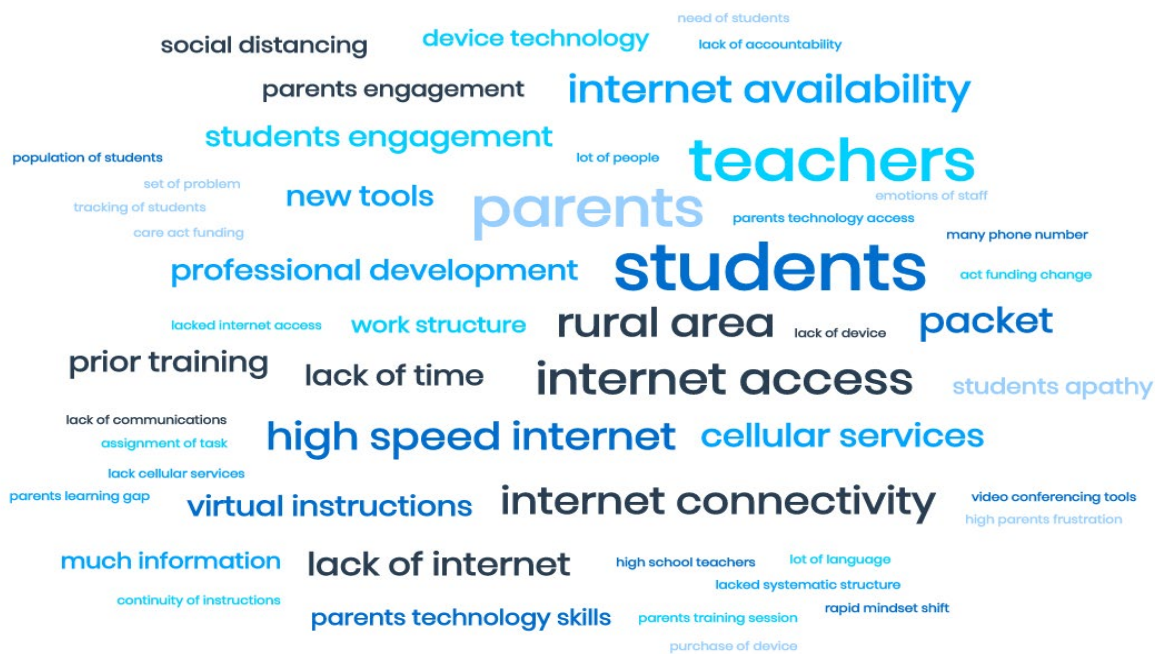 need of students
social distancing
device technology
lack of accountability
parents engagement
internet availability
students engagement
population of students
lot of people
teachers
set of problem
new tools
parents
emotions of staff
tracking of students
parents technology access
care act funding
many phone number
professional development
students
act funding change
lacked internet access
work structure
rural area
lack of device
packet
prior training
lack of time
internet access
students apathy
lack of communications
assignment of task
high speed internet
cellular services
lack cellular services
parents learning gap
virtual instructions
internet connectivity
video conferencing tools
high parents frustration
much information
lack of internet
high school teachers
lot of language
lacked systematic structure
continuity of instructions
parents technology skills
parents training session
rapid mindset shift
purchase of device